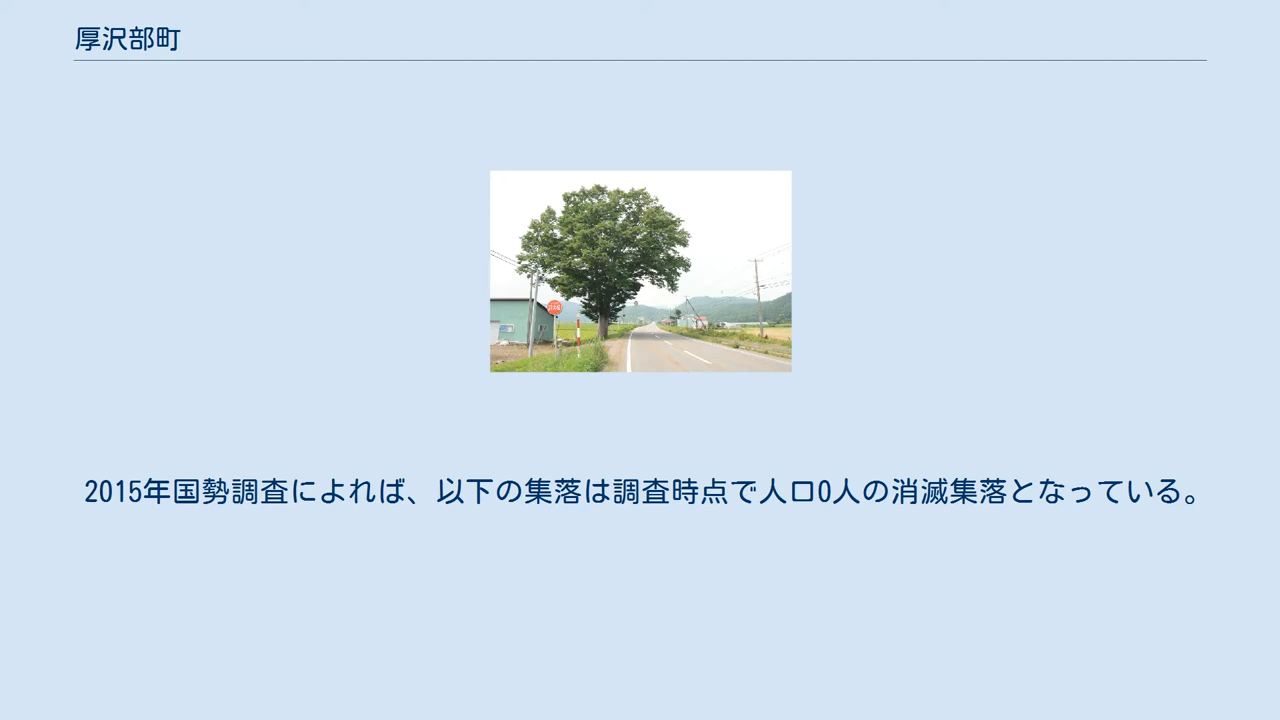 厚沢部町
2015年国勢調査によれば、以下の集落は調査時点で人口0人の消滅集落となっている。